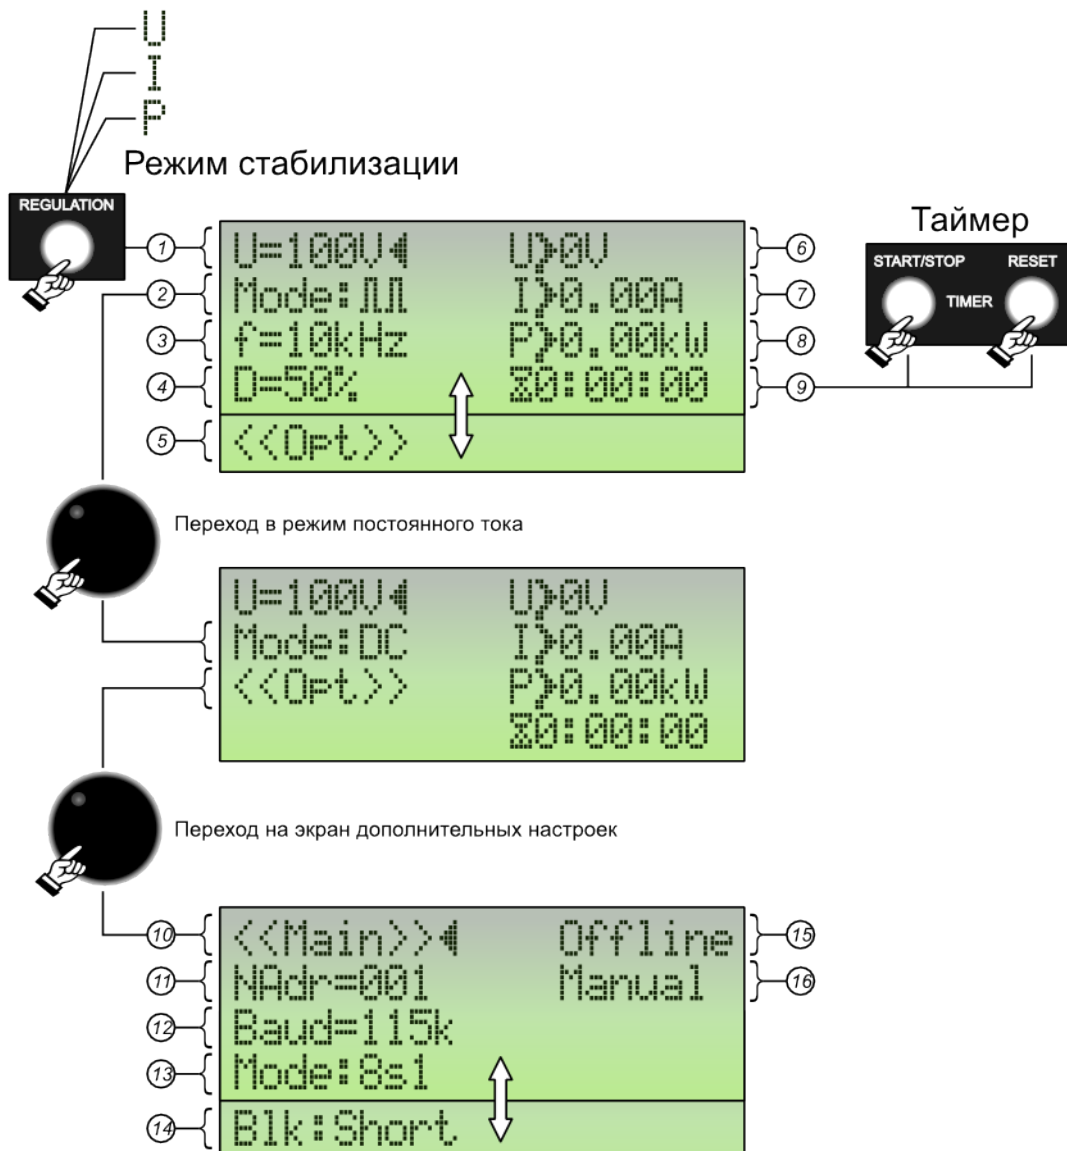 U
I
P
Режим стабилизации
REGULATION
Таймер
START/STOP RESET
TIMER
1 U=100V U>0V 6
2 Mode: I>0.00A 7
3 f=10kHz P>0.00kW 8
4 D=50% 0:00:00 9
5 <<Opt>>
Переход в режим постоянного тока
U=100V U>0V
Mode:DC I>0.00A
<<Opt>> P>0.00kW
0:00:00
Переход на экран дополнительных настроек
10 <<Main>> Offline 15
11 NAdr=001 Manual 16
12 Baud=115k
13 Mode:8s1
14 Blk:Short